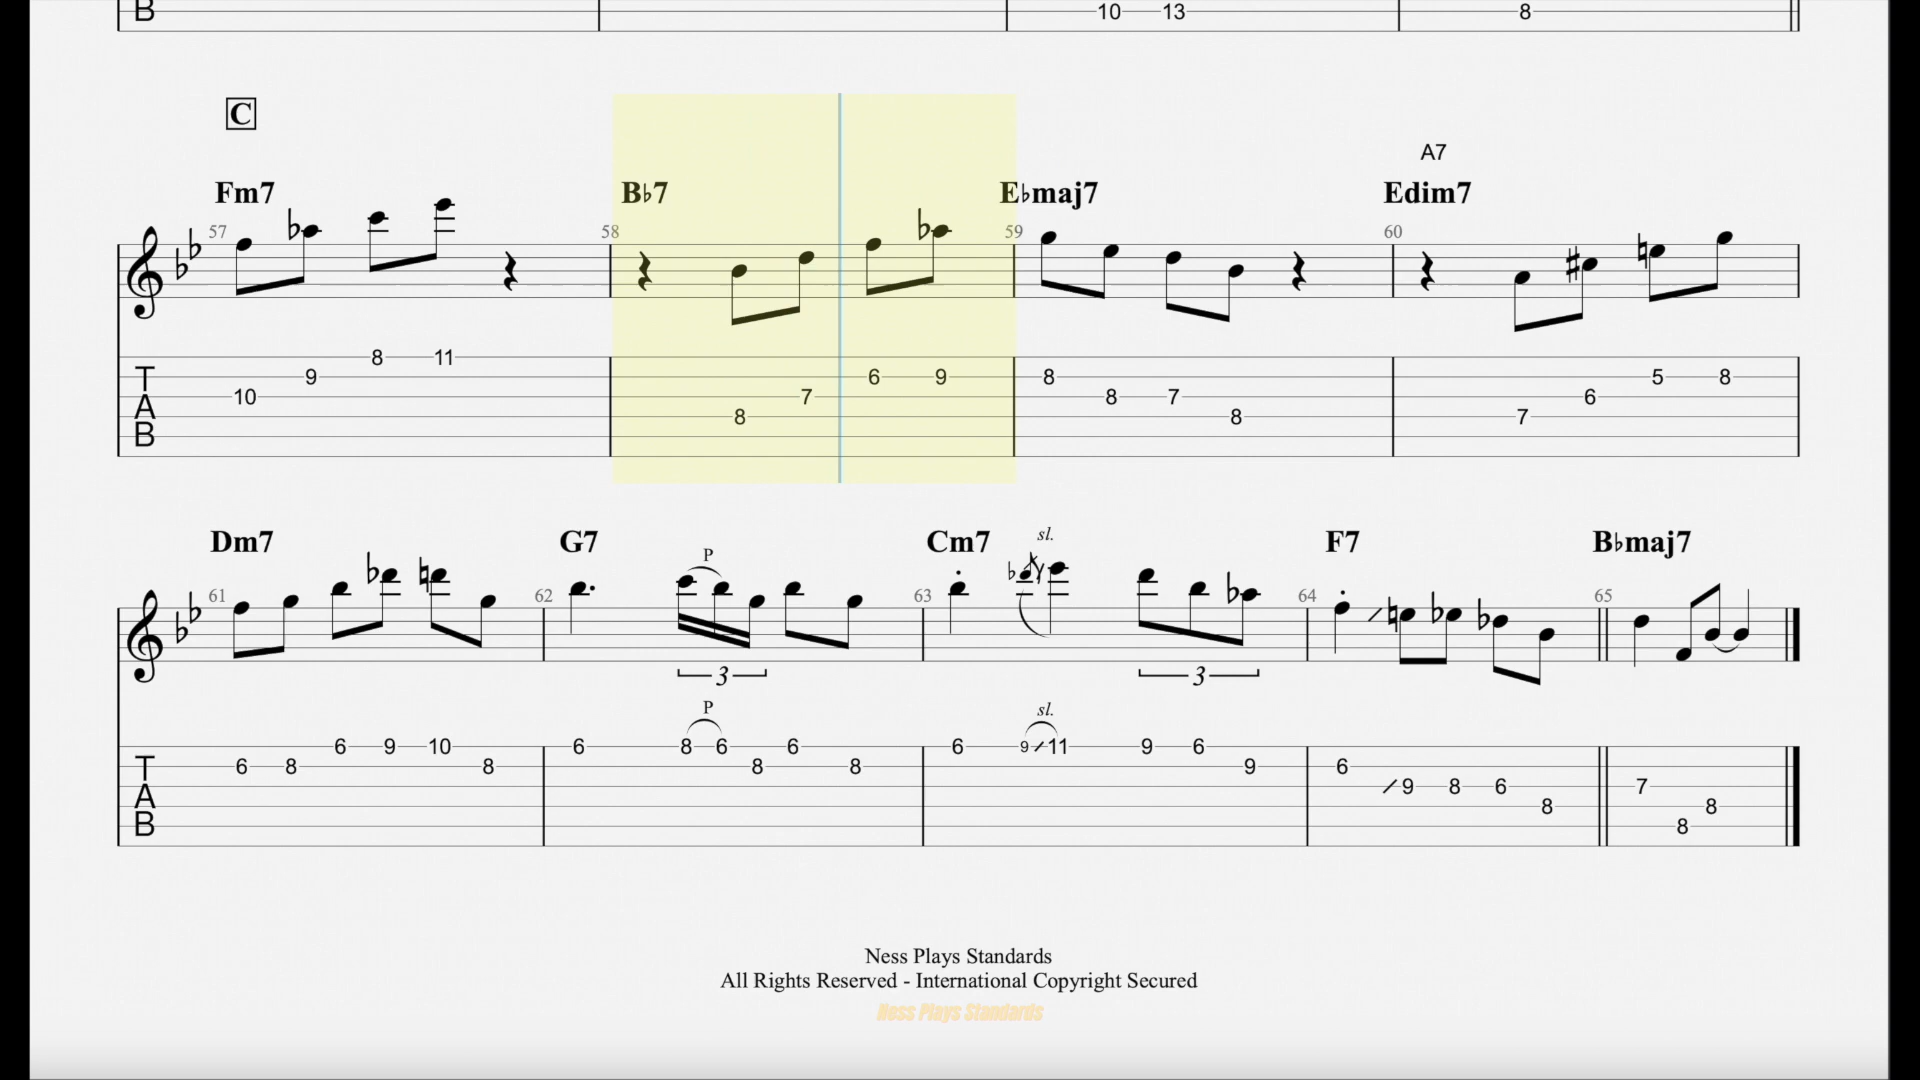 B 10 13 8
C
A7
Fm7 B♭7 E♭maj7 Edim7
57 58 59 60
8 11
T 9 6 9 8 5 8
A 10 7 8 7 6
8 8 7
B
sl.
Dm7 G7 Cm7 F7 B♭maj7
P
61 62 63 64 65
3 3
P sl.
6 9 10 6 8 6 6 6 9 11 9 6
T 6 8 8 8 8 9 6
A 9 8 6 7
8 8
B 8
Ness Plays Standards
All Rights Reserved - International Copyright Secured
Ness Plays Standards